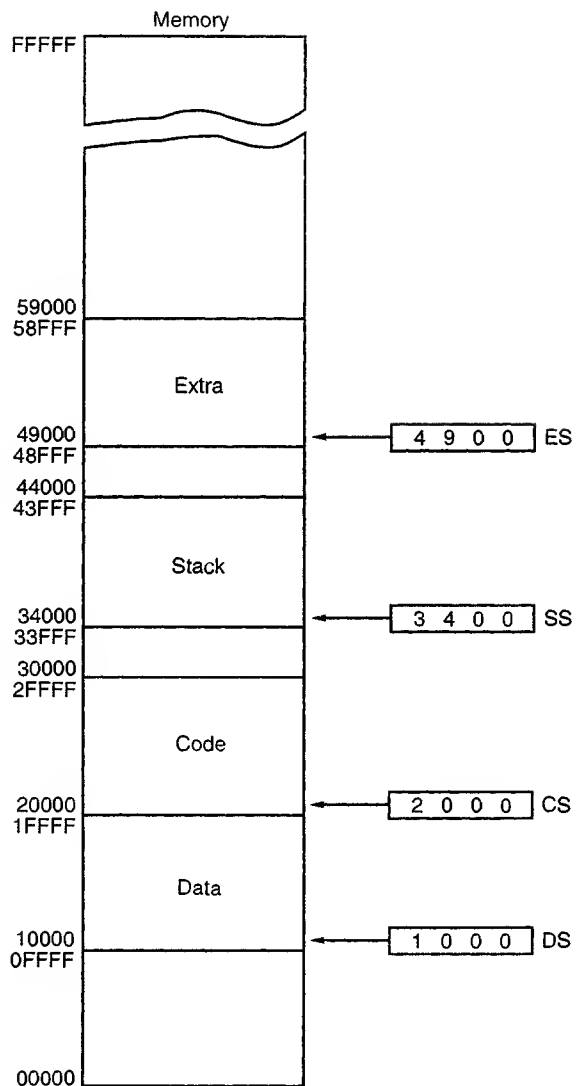 Memory
FFFFF
59000
58FFF
Extra
49000
48FFF
4 9 0 0 ES
44000
43FFF
Stack
34000
33FFF
3 4 0 0 SS
30000
2FFFF
Code
20000
1FFFF
2 0 0 0 CS
Data
10000
0FFFF
1 0 0 0 DS
00000